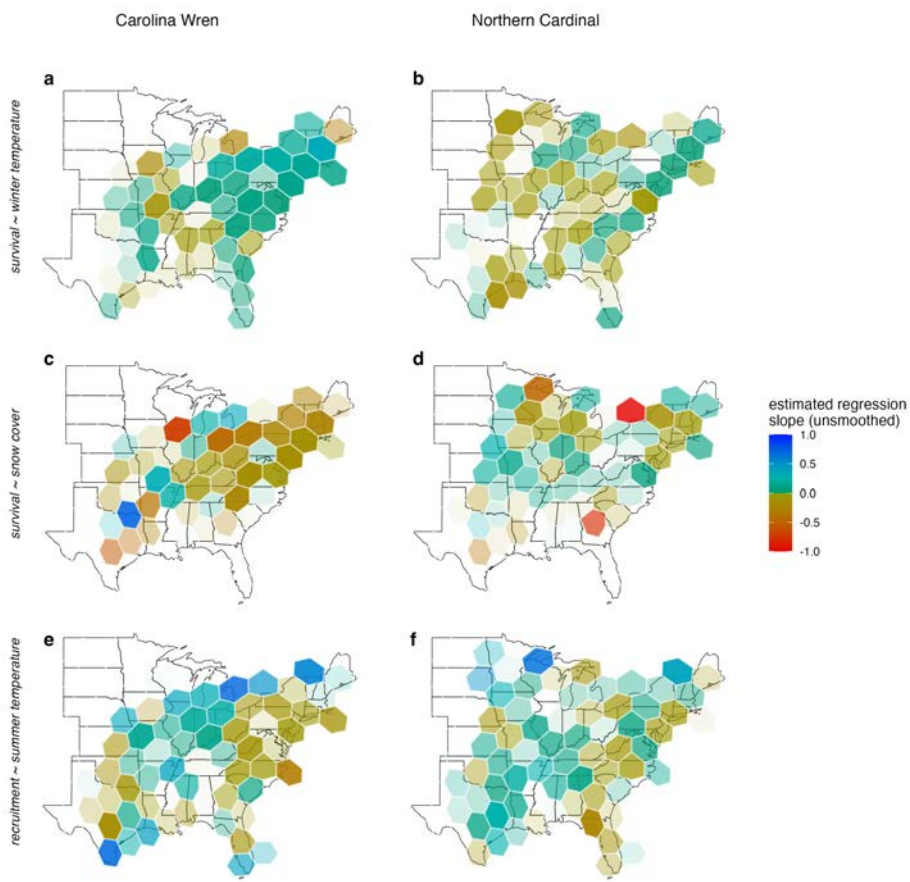 Carolina Wren
Northern Cardinal
a
b
survival ~ winter temperature
c
d
survival ~ snow cover
estimated regression
slope (unsmoothed)
1.0
0.5
0.0
-0.5
-1.0
e
f
recruitment ~ summer temperature